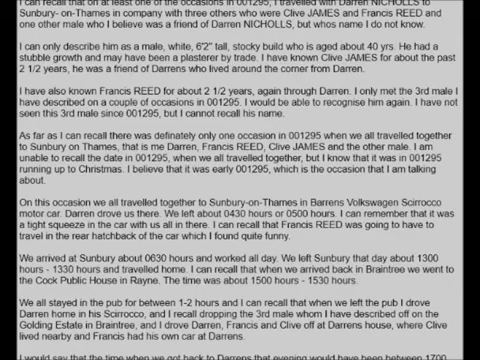 I can recall that on at least one of the occasions in 001295, I travelled with Darren NICHOLLS to
Sunbury- on-Thames in company with three others who were Clive JAMES and Francis REED and
one other male who I believe was a friend of Darren NICHOLLS, but whos name I do not know.
I can only describe him as a male, white, 6'2" tall, stocky build who is aged about 40 yrs. He had a
stubble growth and may have been a plasterer by trade. I have known Clive JAMES for about the past
2 1/2 years, he was a friend of Darrens who lived around the corner from Darren.
I have also known Francis REED for about 2 1/2 years, again through Darren. I only met the 3rd male I
have described on a couple of occasions in 001295. I would be able to recognise him again. I have not
seen this 3rd male since 001295, but I cannot recall his name.
As far as I can recall there was definately only one occasion in 001295 when we all travelled together
to Sunbury on Thames, that is me Darren, Francis REED, Clive JAMES and the other male. I am
unable to recall the date in 001295, when we all travelled together, but I know that it was in 001295
running up to Christmas. I believe that it was early 001295, which is the occasion that I am talking
about.
On this occasion we all travelled together to Sunbury-on-Thames in Barrens Volkswagen Scirrocco
motor car. Darren drove us there. We left about 0430 hours or 0500 hours. I can remember that it was
a tight squeeze in the car with us all in there. I can recall that Francis REED was going to have to
travel in the rear hatchback of the car which I found quite funny.
We arrived at Sunbury about 0630 hours and worked all day. We left Sunbury that day about 1300
hours - 1330 hours and travelled home. I can recall that when we arrived back in Braintree we went to
the Cock Public House in Rayne. The time was about 1500 hours - 1530 hours.
We all stayed in the pub for between 1-2 hours and I can recall that when we left the pub I drove
Darren home in his Scirrocco, and I recall dropping the 3rd male whom I have described off on the
Golding Estate in Braintree, and I drove Darren, Francis and Clive off at Darrens house, where Clive
lived nearby and Francis had his own car at Darrens.
I would say that the time when we got back to Darrens that evening would have been between 1700